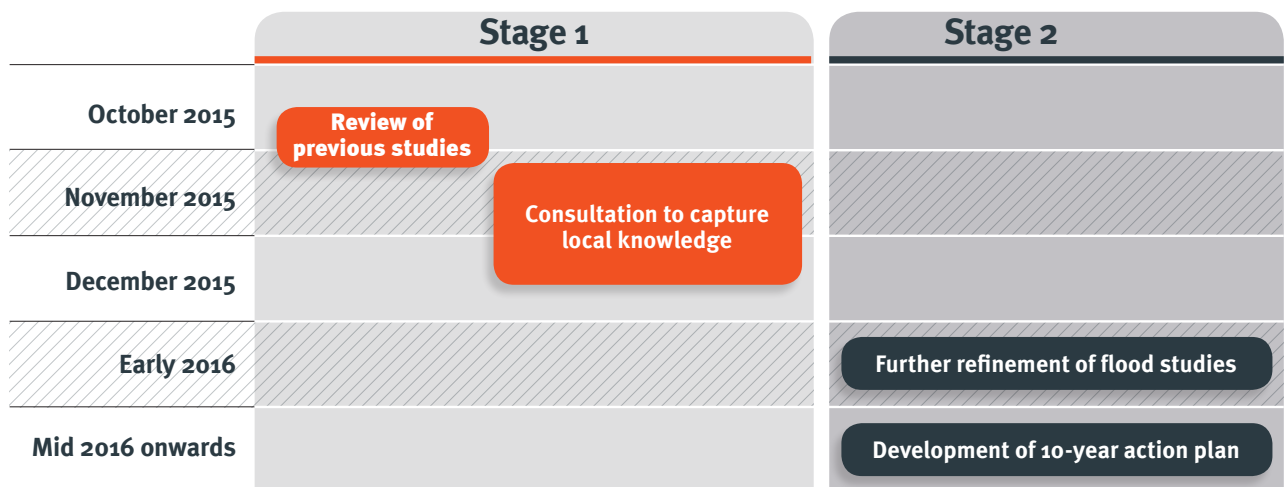 Stage 1
Stage 2
October 2015
Review of
previous studies
November 2015
Consultation to capture
local knowledge
December 2015
Early 2016
Further refinement of flood studies
Mid 2016 onwards
Development of 10-year action plan